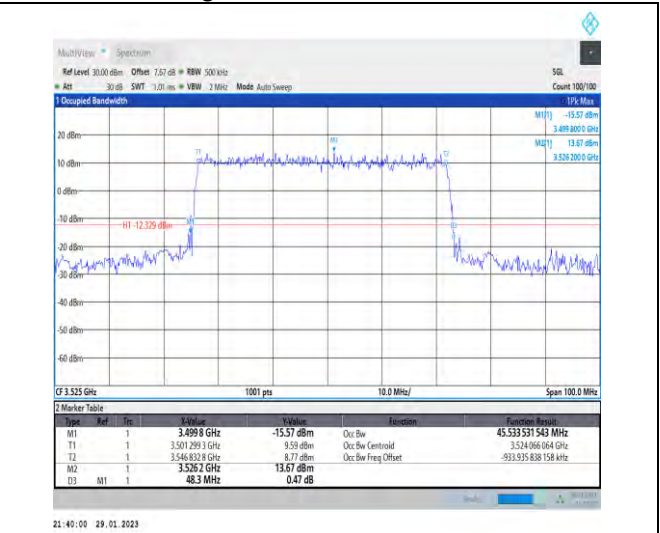 MultiView Spectrum
Ref Level 30.00 dBm Offset 7.67 dB RBW 500 kHz SGL
Att 30 dB SWT 1.01 ms VBW 2 MHz Mode Auto Sweep Count 100/100
1 Occupied Bandwidth 1Pk Max
M1[1] -15.57 dBm
3.499 800 0 GHz
M2[1] 13.67 dBm
3.526 200 0 GHz
20 dBm
M2
T1 T2
10 dBm
0 dBm
-10 dBm
H1 -12.329 dBm M1
D3
-20 dBm
-30 dBm
-40 dBm
-50 dBm
-60 dBm
CF 3.525 GHz 1001 pts 10.0 MHz/ Span 100.0 MHz
2 Marker Table
Type Ref Trc X-Value Y-Value Function Function Result
M1 1 3.499 8 GHz -15.57 dBm Occ Bw 45.533 531 543 MHz
T1 1 3.501 299 3 GHz 9.59 dBm Occ Bw Centroid 3.524 066 064 GHz
T2 1 3.546 832 8 GHz 8.77 dBm Occ Bw Freq Offset -933.935 838 158 kHz
M2 1 3.526 2 GHz 13.67 dBm
D3 M1 1 48.3 MHz 0.47 dB
21:40:00 29.01.2023